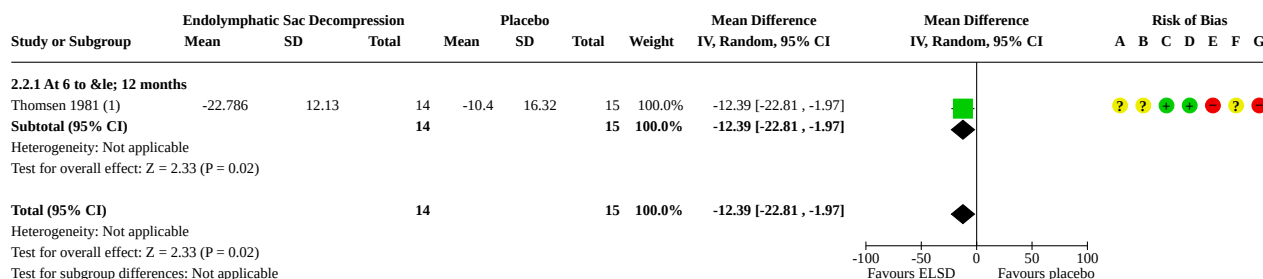 Endolymphatic Sac Decompression Placebo Mean Difference Mean Difference Risk of Bias
Study or Subgroup Mean SD Total Mean SD Total Weight IV, Random, 95% CI IV, Random, 95% CI A B C D E F G
2.2.1 At 6 to &le; 12 months
Thomsen 1981 (1) -22.786 12.13 14 -10.4 16.32 15 100.0% -12.39 [-22.81 , -1.97] ? ? + + − ? −
Subtotal (95% CI) 14 15 100.0% -12.39 [-22.81 , -1.97]
Heterogeneity: Not applicable
Test for overall effect: Z = 2.33 (P = 0.02)
Total (95% CI) 14 15 100.0% -12.39 [-22.81 , -1.97]
Heterogeneity: Not applicable
Test for overall effect: Z = 2.33 (P = 0.02) -100 -50 0 50 100
Test for subgroup differences: Not applicable Favours ELSD Favours placebo